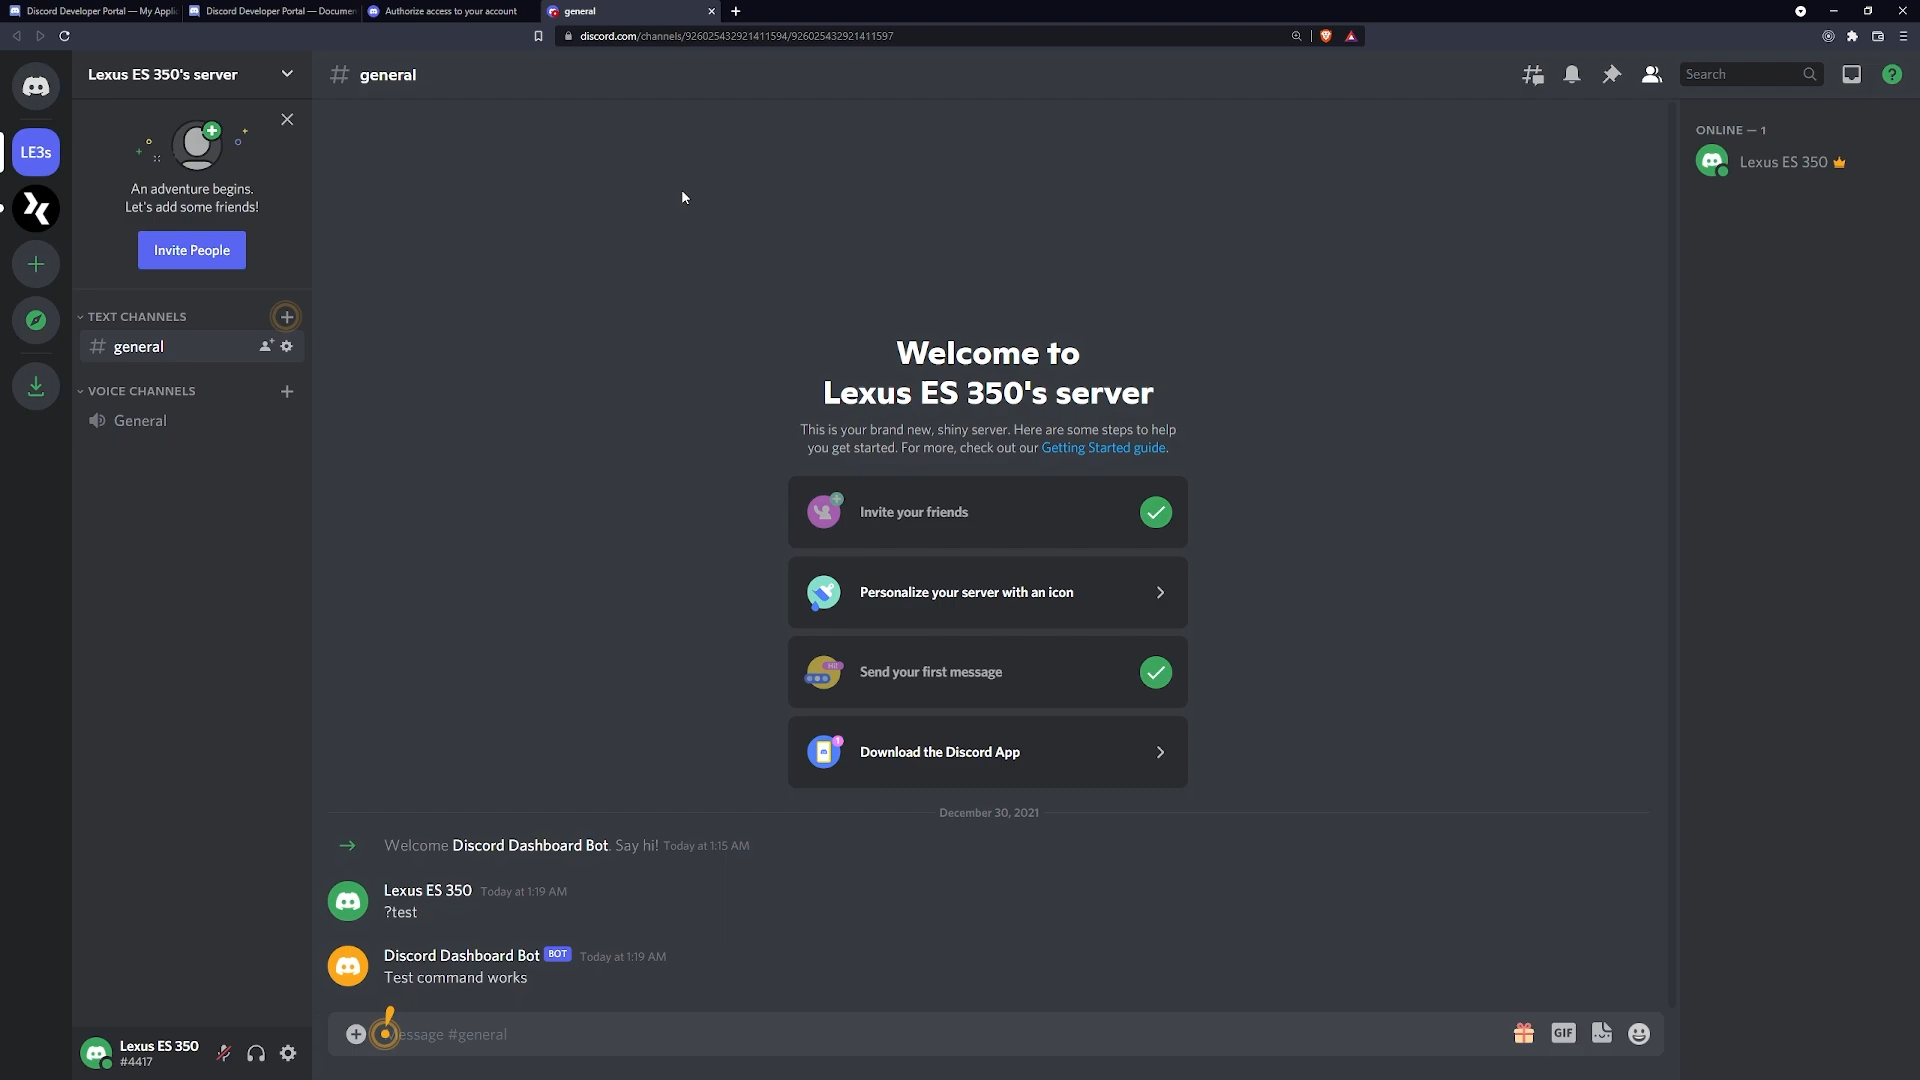 Discord Developer Portal — My Appli
Discord Developer Portal — Documen
Authorize access to your account
general
discord.com/channels/926025432921411594/926025432921411597
Lexus ES 350's server
general
Search
LE3s
An adventure begins.
Let's add some friends!
Invite People
TEXT CHANNELS
general
VOICE CHANNELS
General
ONLINE — 1
Lexus ES 350
Welcome to
Lexus ES 350's server
This is your brand new, shiny server. Here are some steps to help
you get started. For more, check out our Getting Started guide.
Invite your friends
Personalize your server with an icon
Hi!
Send your first message
1
Download the Discord App
December 30, 2021
Welcome Discord Dashboard Bot. Say hi! Today at 1:15 AM
Lexus ES 350 Today at 1:19 AM
?test
Discord Dashboard Bot BOT Today at 1:19 AM
Test command works
essage #general
GIF
Lexus ES 350
#4417